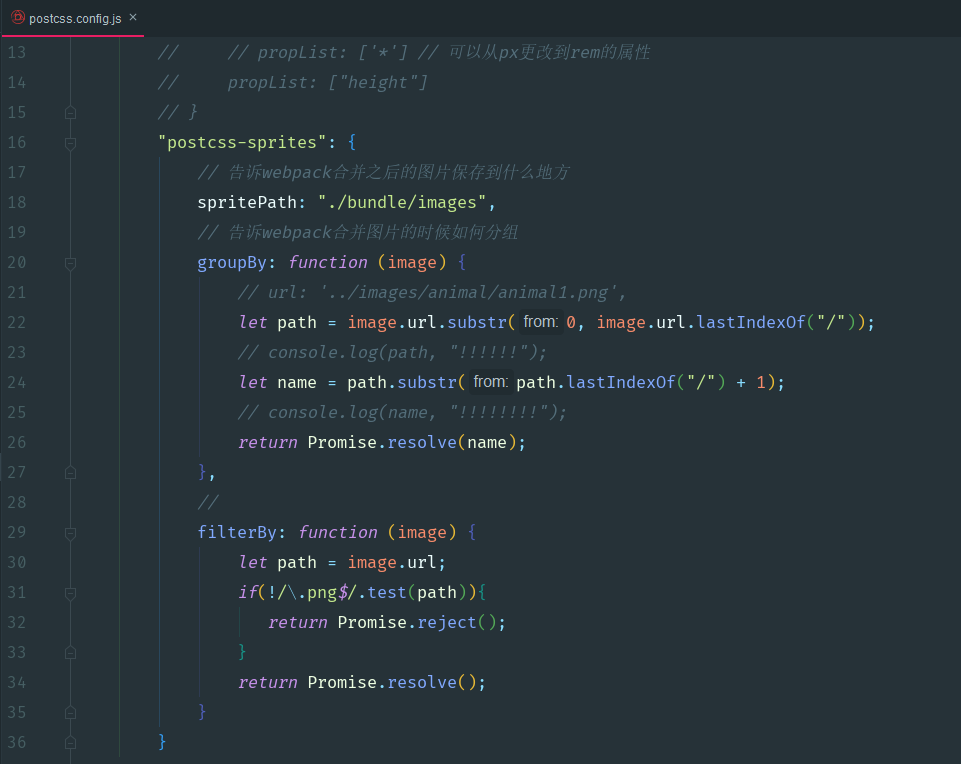 postcss.config.js ×
13 //     // propList: ['*'] // 可以从px更改到rem的属性
14 //     propList: ["height"]
15 // }
16 "postcss-sprites": {
17 // 告诉webpack合并之后的图片保存到什么地方
18 spritePath: "./bundle/images",
19 // 告诉webpack合并图片的时候如何分组
20 groupBy: function (image) {
21 // url: '../images/animal/animal1.png',
22 let path = image.url.substr( from: 0, image.url.lastIndexOf("/"));
23 // console.log(path, "!!!!!!");
24 let name = path.substr( from: path.lastIndexOf("/") + 1);
25 // console.log(name, "!!!!!!!!");
26 return Promise.resolve(name);
27 },
28 //
29 filterBy: function (image) {
30 let path = image.url;
31 if(!/\.png$/.test(path)){
32 return Promise.reject();
33 }
34 return Promise.resolve();
35 }
36 }